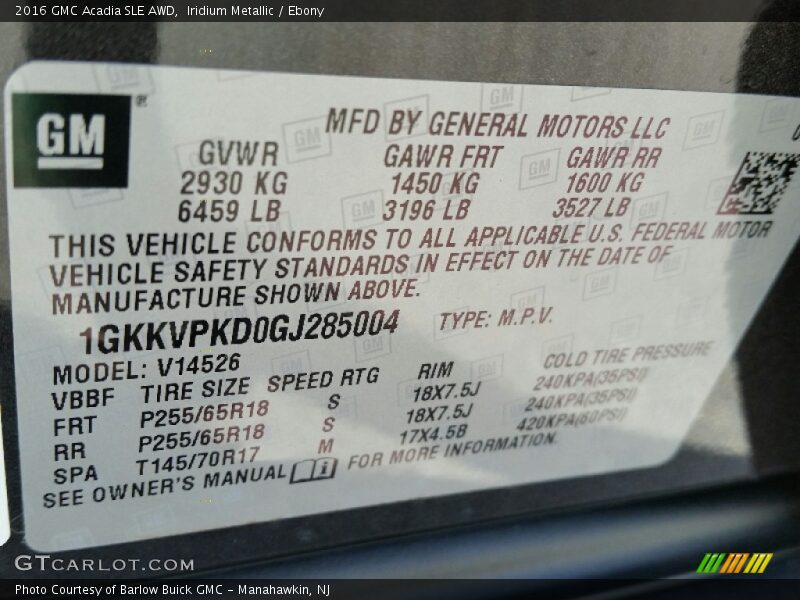 2016 GMC Acadia SLE AWD, Iridium Metallic / Ebony
GM
®
MFD BY GENERAL MOTORS LLC
GVWR GAWR FRT GAWR RR
2930 KG 1450 KG 1600 KG
6459 LB 3196 LB 3527 LB
THIS VEHICLE CONFORMS TO ALL APPLICABLE U.S. FEDERAL MOTOR
VEHICLE SAFETY STANDARDS IN EFFECT ON THE DATE OF
MANUFACTURE SHOWN ABOVE.
1GKKVPKD0GJ285004 TYPE: M.P.V.
MODEL: V14526
VBBF TIRE SIZE SPEED RTG RIM COLD TIRE PRESSURE
FRT P255/65R18 S 18X7.5J 240KPA(35PSI)
RR P255/65R18 S 18X7.5J 240KPA(35PSI)
SPA T145/70R17 M 17X4.5B 420KPA(60PSI)
SEE OWNER'S MANUAL FOR MORE INFORMATION.
GTCARLOT.COM
Photo Courtesy of Barlow Buick GMC - Manahawkin, NJ